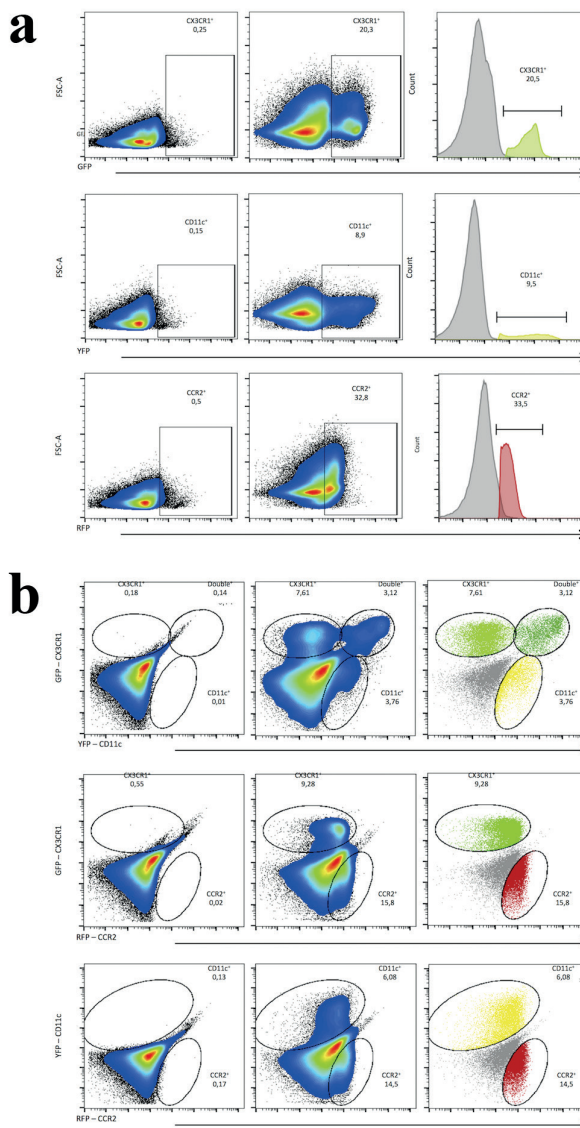 a
CX3CR1⁺
0,25
CX3CR1⁺
20,3
CX3CR1⁺
20,5
FSC-A
Count
GFP
CD11c⁺
0,15
CD11c⁺
8,9
CD11c⁺
9,5
FSC-A
FSC-A
Count
YFP
CCR2⁺
0,5
CCR2⁺
32,8
CCR2⁺
33,5
FSC-A
FSC-A
Count
RFP
b
CX3CR1⁺
0,18
Double⁺
0,14
CX3CR1⁺
7,61
Double⁺
3,12
CX3CR1⁺
7,61
Double⁺
3,12
GFP – CX3CR1
CD11c⁺
0,01
CD11c⁺
3,76
CD11c⁺
3,76
YFP – CD11c
CX3CR1⁺
0,55
CX3CR1⁺
9,28
CX3CR1⁺
9,28
GFP – CX3CR1
CCR2⁺
0,02
CCR2⁺
15,8
CCR2⁺
15,8
RFP – CCR2
CD11c⁺
0,13
CD11c⁺
6,08
CD11c⁺
6,08
YFP – CD11c
CCR2⁺
0,17
CCR2⁺
14,5
CCR2⁺
14,5
RFP – CCR2